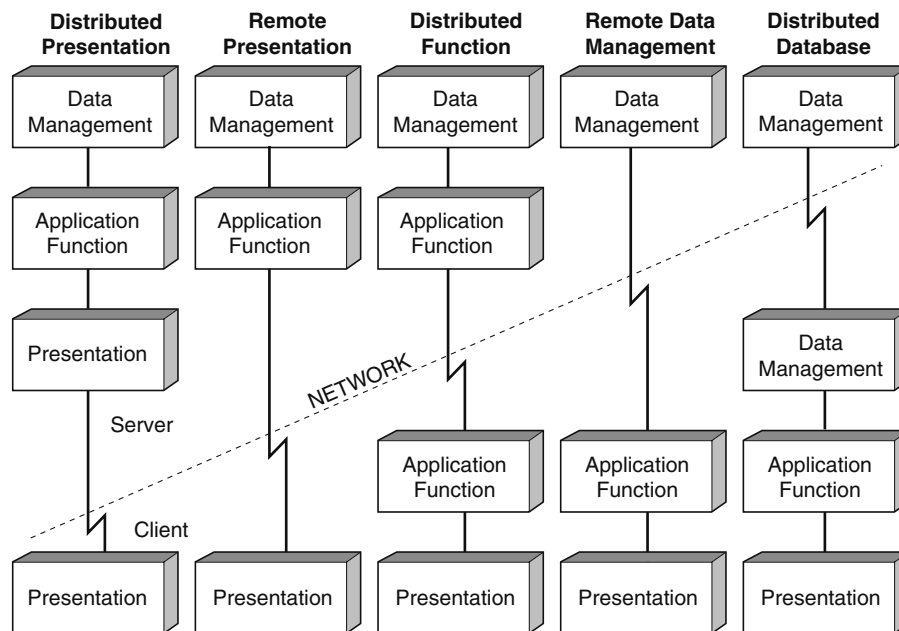 Distributed Presentation
Remote Presentation
Distributed Function
Remote Data Management
Distributed Database
Data Management
Data Management
Data Management
Data Management
Data Management
Application Function
Application Function
Application Function
Presentation
Data Management
NETWORK
Server
Application Function
Application Function
Application Function
Client
Presentation
Presentation
Presentation
Presentation
Presentation